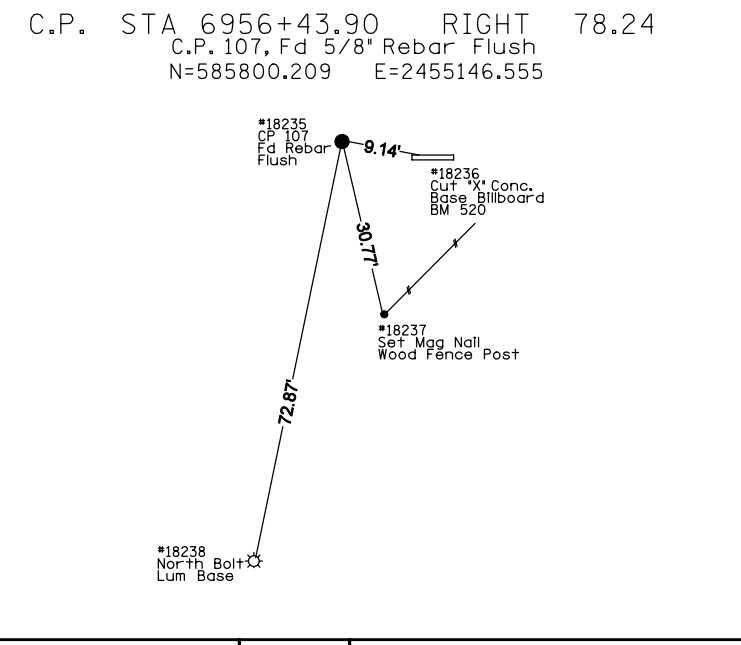 C.P. STA 6956+43.90 RIGHT 78.24
C.P. 107, Fd 5/8" Rebar Flush
N=585800.209 E=2455146.555
#18235
CP 107
Fd Rebar
Flush
9.14'
#18236
Cut "X" Conc.
Base Billboard
BM 520
30.77'
#18237
Set Mag Nail
Wood Fence Post
72.87'
#18238
North Bolt
Lum Base